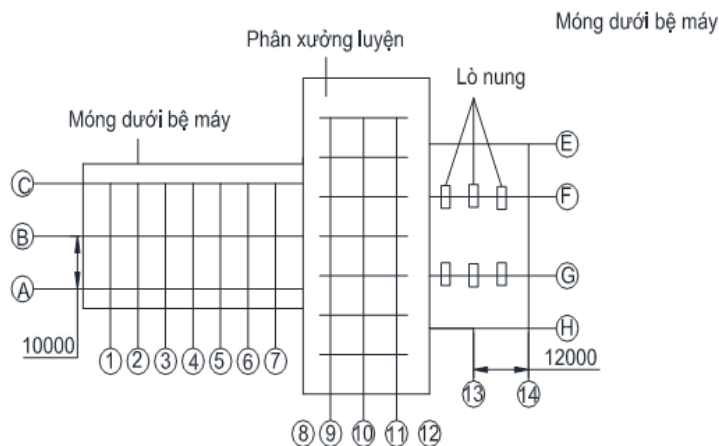 Móng dưới bệ máy
Phân xưởng luyện
Lò nung
Móng dưới bệ máy
E
C
F
B
G
A
H
10000
12000
1 2 3 4 5 6 7
13 14
8 9 10 11 12